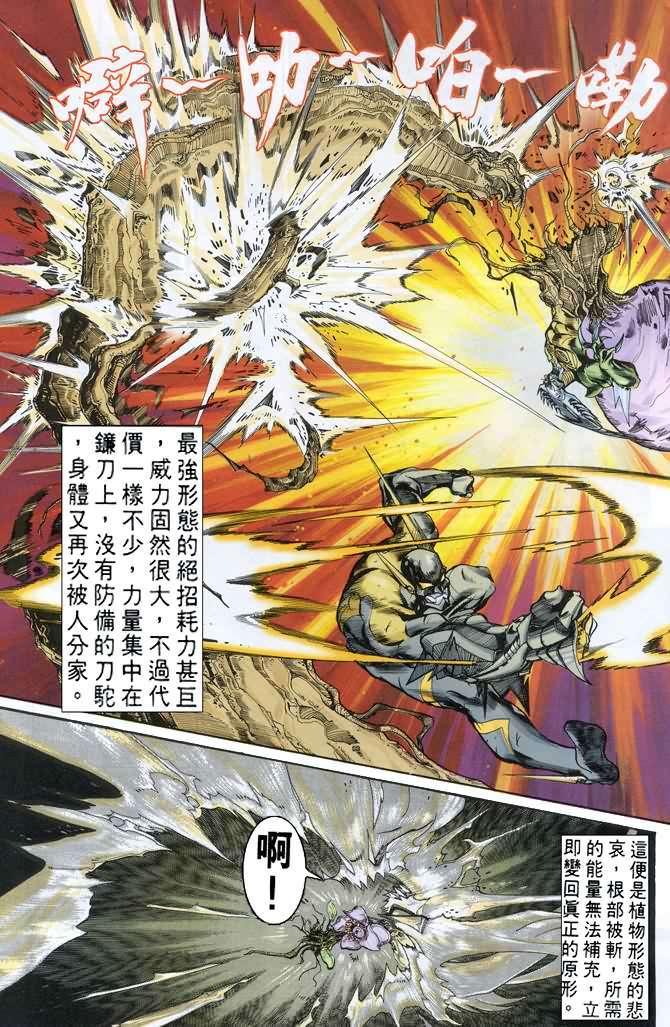 嘞～咱～吶～噼
最強形態的絕招耗力甚巨
，威力固然很大，不過代
價一樣不少，力量集中在
鐮刀上，沒有防備的刀駝
，身體又再次被人分家。
啊！
這便是植物形態的悲
哀，根部被斬，所需
的能量無法補充，立
即變回真正的原形。